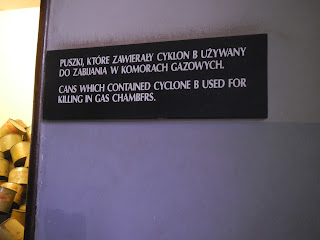 PUSZKI, KTÓRE ZAWIERAŁY CYKLON B UŻYWANY
DO ZABIJANIA W KOMORACH GAZOWYCH.
CANS WHICH CONTAINED CYCLONE B USED FOR
KILLING IN GAS CHAMBERS.